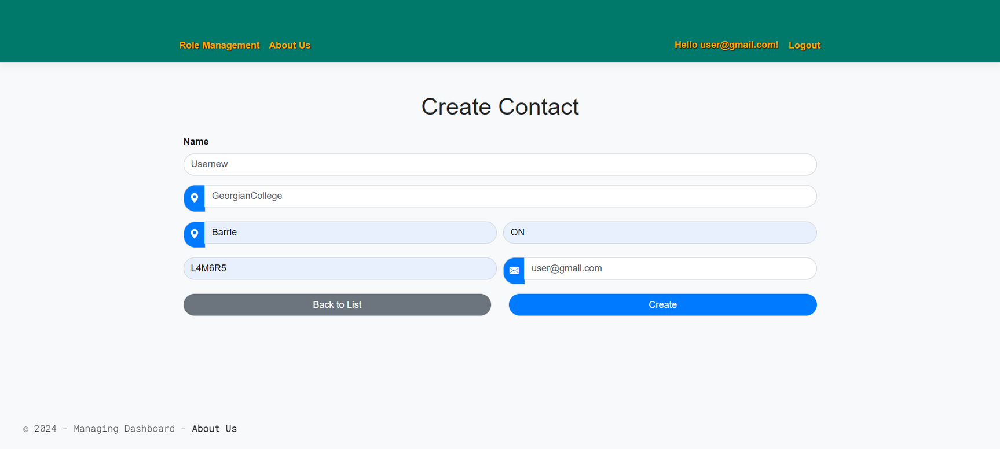 Role Management About Us Hello user@gmail.com! Logout
Create Contact
Name
Usernew
GeorgianCollege
Barrie ON
L4M6R5 user@gmail.com
Back to List Create
© 2024 - Managing Dashboard - About Us